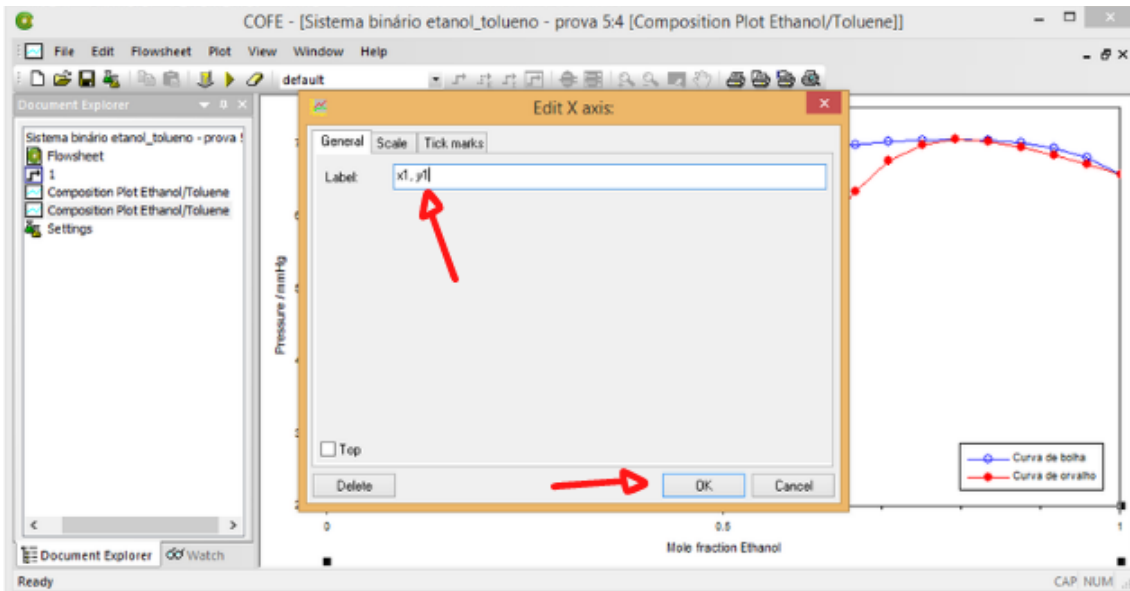 COFE - [Sistema binário etanol_tolueno - prova 5:4 [Composition Plot Ethanol/Toluene]]
File Edit Flowsheet Plot View Window Help
default
Document Explorer
Sistema binário etanol_tolueno - prova
Flowsheet
1
Composition Plot Ethanol/Toluene
Composition Plot Ethanol/Toluene
Settings
Document Explorer
Watch
Ready
Edit X axis:
General Scale Tick marks
Label: x1, y1
Top
Delete OK Cancel
Pressure / mmHg
Curva de bolha
Curva de orvalho
0 0.5 1
Mole fraction Ethanol
CAP NUM